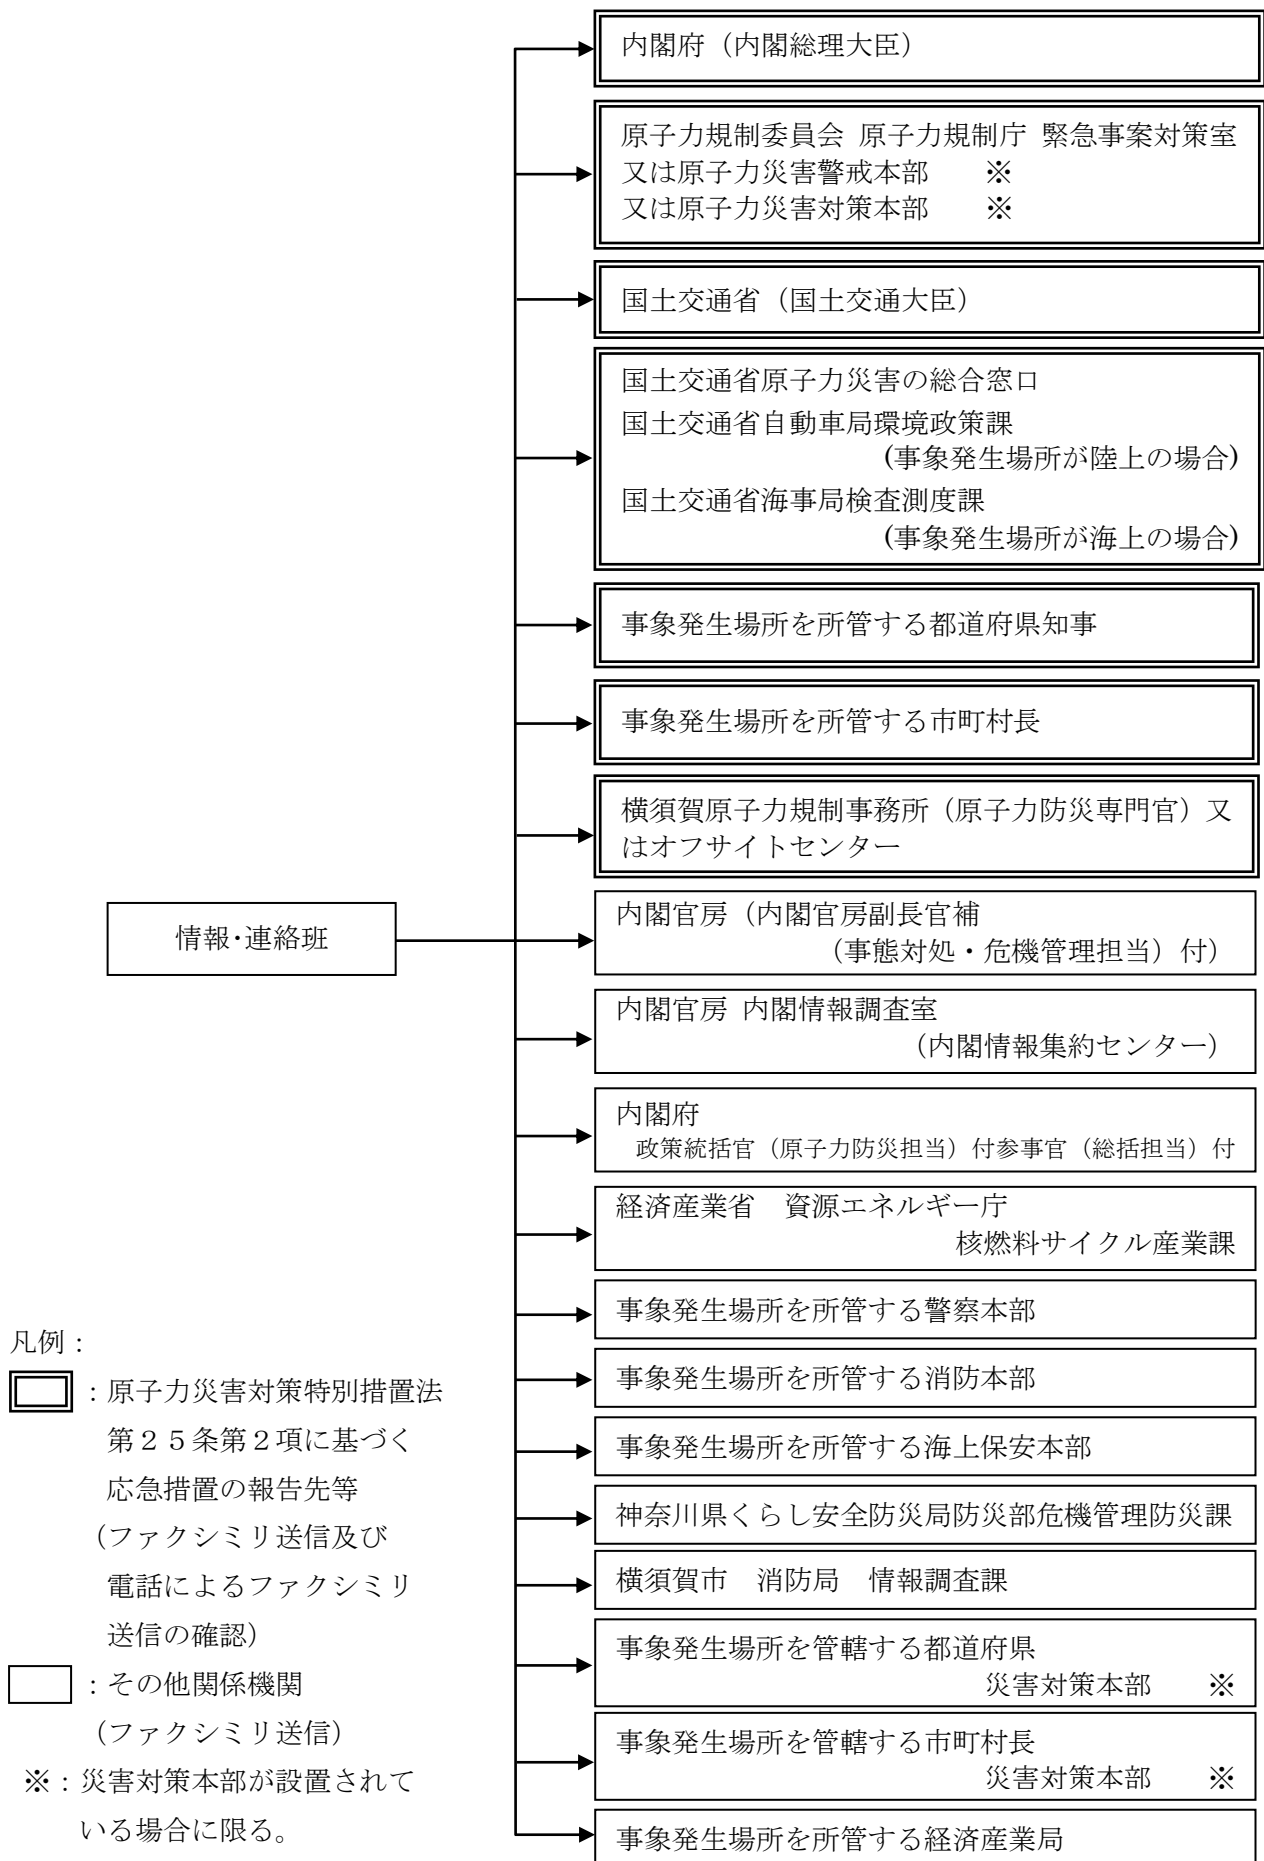 内閣府（内閣総理大臣）
原子力規制委員会 原子力規制庁 緊急事案対策室
又は原子力災害警戒本部　　※
又は原子力災害対策本部　　※
国土交通省（国土交通大臣）
国土交通省原子力災害の総合窓口
国土交通省自動車局環境政策課
(事象発生場所が陸上の場合)
国土交通省海事局検査測度課
(事象発生場所が海上の場合)
事象発生場所を所管する都道府県知事
事象発生場所を所管する市町村長
横須賀原子力規制事務所（原子力防災専門官）又
はオフサイトセンター
情報･連絡班
内閣官房（内閣官房副長官補
（事態対処・危機管理担当）付）
内閣官房 内閣情報調査室
（内閣情報集約センター）
内閣府
政策統括官（原子力防災担当）付参事官（総括担当）付
経済産業省　資源エネルギー庁
核燃料サイクル産業課
事象発生場所を所管する警察本部
事象発生場所を所管する消防本部
事象発生場所を所管する海上保安本部
神奈川県くらし安全防災局防災部危機管理防災課
横須賀市　消防局　情報調査課
事象発生場所を管轄する都道府県
災害対策本部　　※
事象発生場所を管轄する市町村長
災害対策本部　　※
事象発生場所を所管する経済産業局
凡例：
：原子力災害対策特別措置法
第２５条第２項に基づく
応急措置の報告先等
（ファクシミリ送信及び
電話によるファクシミリ
送信の確認）
：その他関係機関
（ファクシミリ送信）
※：災害対策本部が設置されて
いる場合に限る。